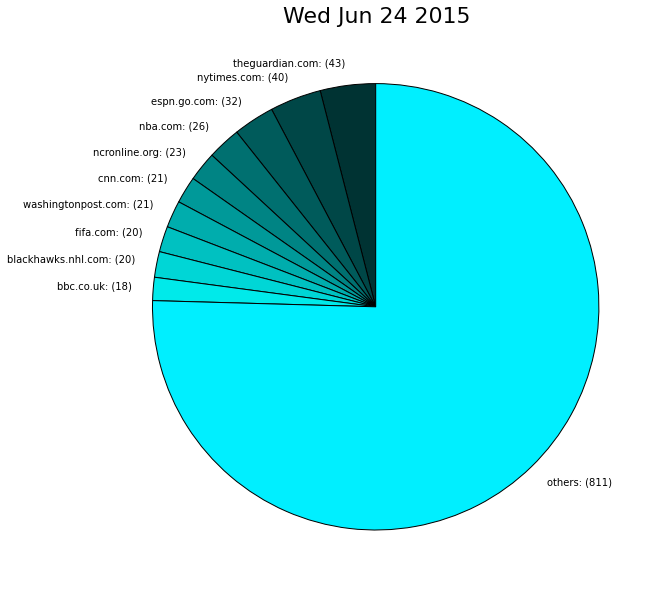 Wed Jun 24 2015
theguardian.com: (43)
nytimes.com: (40)
espn.go.com: (32)
nba.com: (26)
ncronline.org: (23)
cnn.com: (21)
washingtonpost.com: (21)
fifa.com: (20)
blackhawks.nhl.com: (20)
bbc.co.uk: (18)
others: (811)